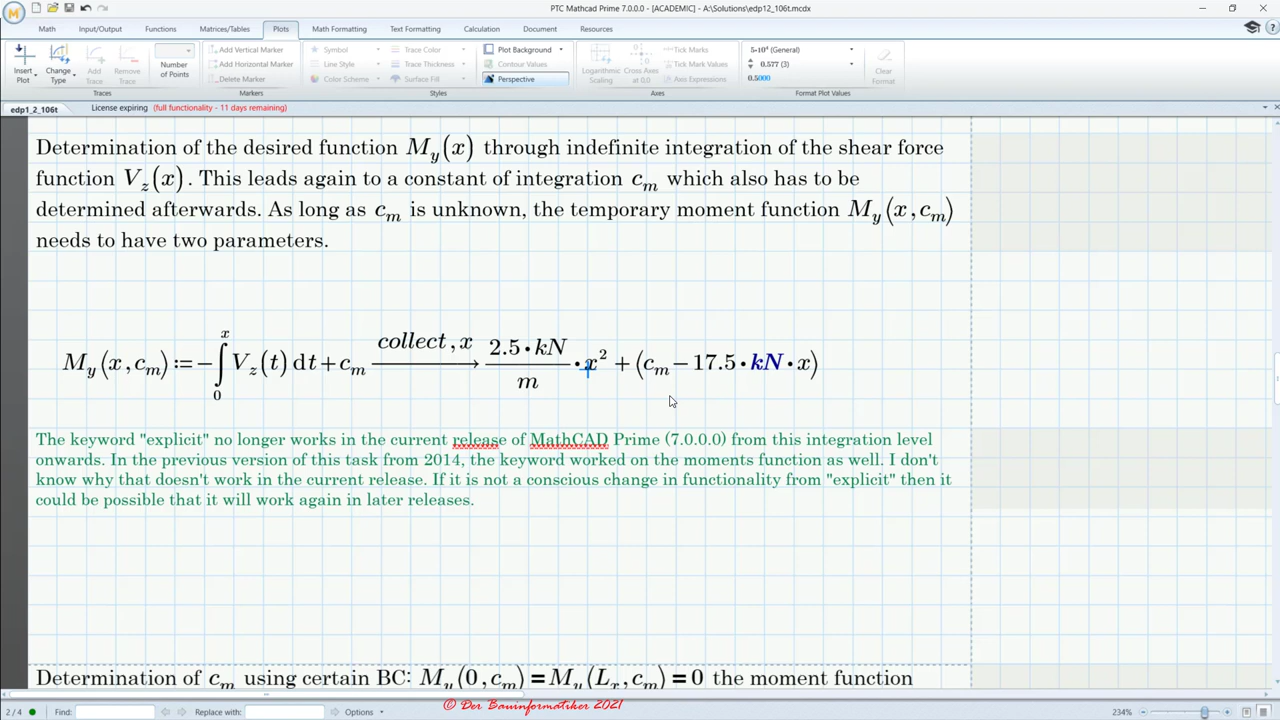 PTC Mathcad Prime 7.0.0.0 - [ACADEMIC] - A:\Solutions\edp12_106t.mcdx
Math Input/Output Functions Matrices/Tables Plots Math Formatting Text Formatting Calculation Document Resources
Insert Plot
Change Type
Add Trace
Remove Trace
Traces
Number of Points
Add Vertical Marker
Add Horizontal Marker
Delete Marker
Markers
Symbol
Line Style
Color Scheme
Trace Color
Trace Thickness
Surface Fill
Styles
Plot Background
Contour Values
Perspective
Logarithmic Scaling
Cross Axes at 0,0
Tick Marks
Tick Mark Values
Axis Expressions
Axes
5•10⁴ (General)
0.577 (3)
0.5000
Clear Format
Format Plot Values
edp1_2_106t License expiring (full functionality - 11 days remaining)
Determination of the desired function M_y(x) through indefinite integration of the shear force
function V_z(x). This leads again to a constant of integration c_m which also has to be
determined afterwards. As long as c_m is unknown, the temporary moment function M_y(x,c_m)
needs to have two parameters.
M_y(x,c_m):=-∫₀ˣ V_z(t) dt+c_m collect,x → 2.5•kN/m•x²+(c_m-17.5•kN•x)
The keyword "explicit" no longer works in the current release of MathCAD Prime (7.0.0.0) from this integration level
onwards. In the previous version of this task from 2014, the keyword worked on the moments function as well. I don't
know why that doesn't work in the current release. If it is not a conscious change in functionality from "explicit" then it
could be possible that it will work again in later releases.
Determination of c_m using certain BC: M_y(0,c_m)=M_y(L_x,c_m)=0 the moment function
© Der Bauinformatiker 2021
2 / 4 Find: Replace with: Options 234%